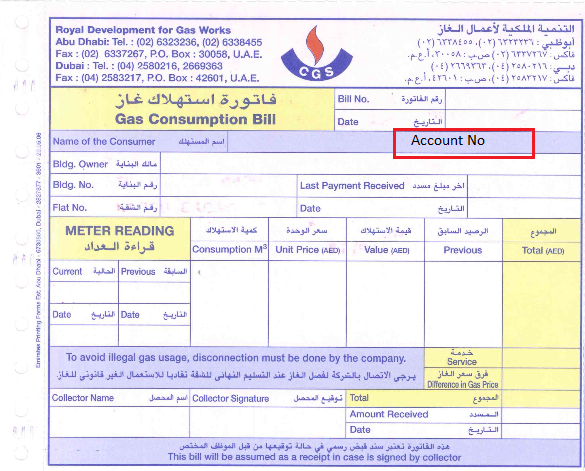 Royal Development for Gas Works
التنمية الملكية لأعمال الغاز
Abu Dhabi: Tel. : (02) 6323236, (02) 6338455
أبوظبي: هاتف: ٦٣٢٣٢٣٦ (٠٢)، ٦٣٣٨٤٥٥ (٠٢)
Fax : (02) 6337267, P.O. Box : 30058, U.A.E.
فاكس: ٦٣٣٧٢٦٧ (٠٢) ص.ب: ٣٠٠٥٨، أ.ع.م.
Dubai : Tel.: (04) 2580216, 2669363
دبي: ٢٥٨٠٢١٦ (٠٤) ٢٦٦٩٣٦٣ (٠٤)
Fax : (04) 2583217, P.O. Box : 42601, U.A.E.
فاكس: ٢٥٨٣٢١٧ (٠٤) ص.ب: ٤٢٦٠١، أ.ع.م.
CGS
فاتورة استهلاك غاز
Gas Consumption Bill
Bill No. رقم الفاتورة
Date التاريخ
Name of the Consumer اسم المستهلك
Account No
Bldg. Owner مالك البناية
Bldg. No. رقم البناية
Last Payment Received اخر مبلغ مسدد
Flat No. رقم الشقة
Date التاريخ
METER READING
قراءة العداد
كمية الاستهلاك
Consumption M³
سعر الوحدة
Unit Price (AED)
قيمة الاستهلاك
Value (AED)
الرصيد السابق
Previous
المجموع
Total (AED)
Current الحالية Previous السابقة
Date التاريخ Date التاريخ
To avoid illegal gas usage, disconnection must be done by the company.
يرجى الاتصال بالشركة لفصل الغاز عند التسليم النهائي للشقة تفاديا للاستعمال الغير قانوني للغاز
خدمة
Service
فرق سعر الغاز
Difference in Gas Price
Collector Name اسم المحصل
Collector Signature توقيع المحصل
Total المجموع
Amount Received المسدد
Date التاريخ
هذه الفاتورة تعتبر سند قبض رسمي في حالة توقيعها من قبل الموظف المختص
This bill will be assumed as a receipt in case is signed by collector